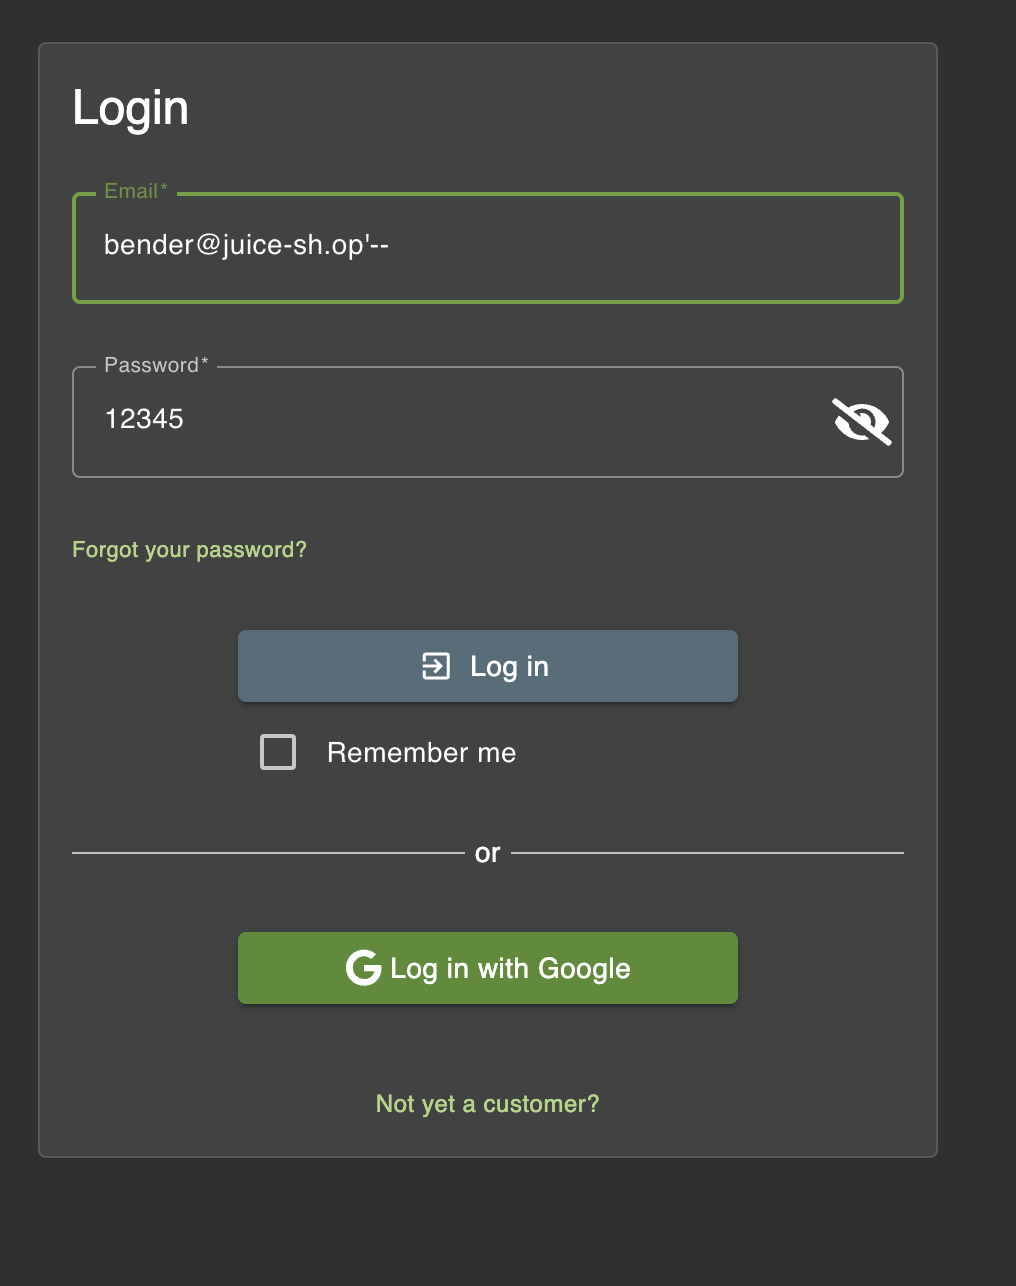 Login
Email*
bender@juice-sh.op'--
Password*
12345
Forgot your password?
Log in
Remember me
or
Log in with Google
Not yet a customer?